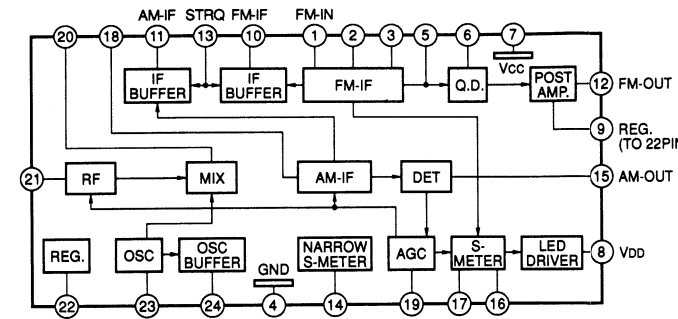 AM-IF STRQ FM-IF FM-IN
20 18 11 13 10 1 2 3 5 6 7
VCC
IF BUFFER
IF BUFFER
FM-IF
Q.D.
POST AMP.
12 FM-OUT
9 REG.
(TO 22PIN
21 RF MIX AM-IF DET 15 AM-OUT
REG.
OSC
OSC BUFFER
GND
NARROW S-METER
AGC
S-METER
LED DRIVER
8 VDD
22 23 24 4 14 19 17 16